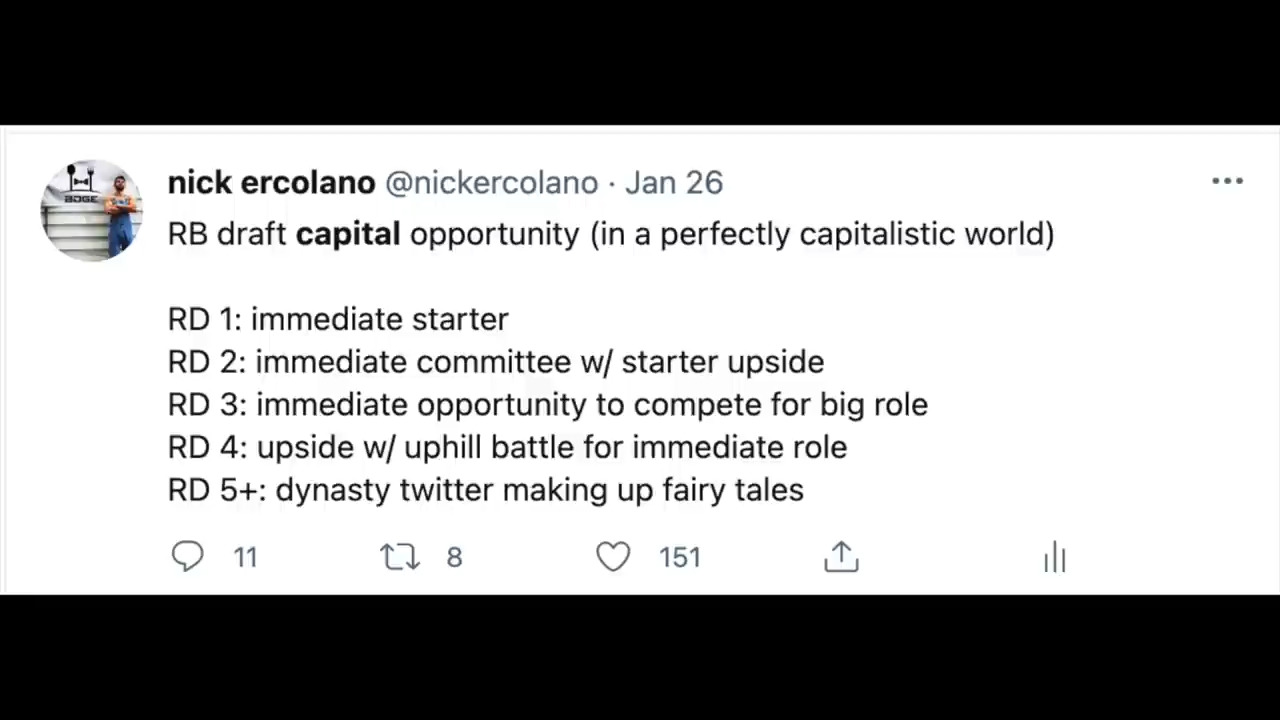 nick ercolano @nickercolano · Jan 26
RB draft capital opportunity (in a perfectly capitalistic world)
RD 1: immediate starter
RD 2: immediate committee w/ starter upside
RD 3: immediate opportunity to compete for big role
RD 4: upside w/ uphill battle for immediate role
RD 5+: dynasty twitter making up fairy tales
11 8 151
BDGE